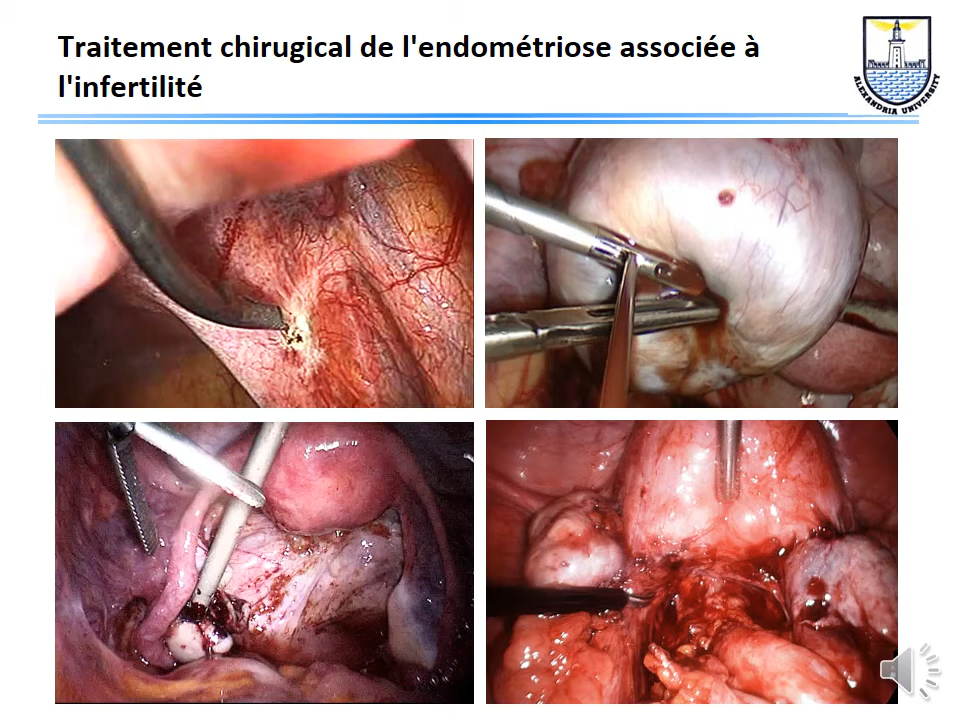 Traitement chirugical de l'endométriose associée à
l'infertilité
ALEXANDRIA UNIVERSITY